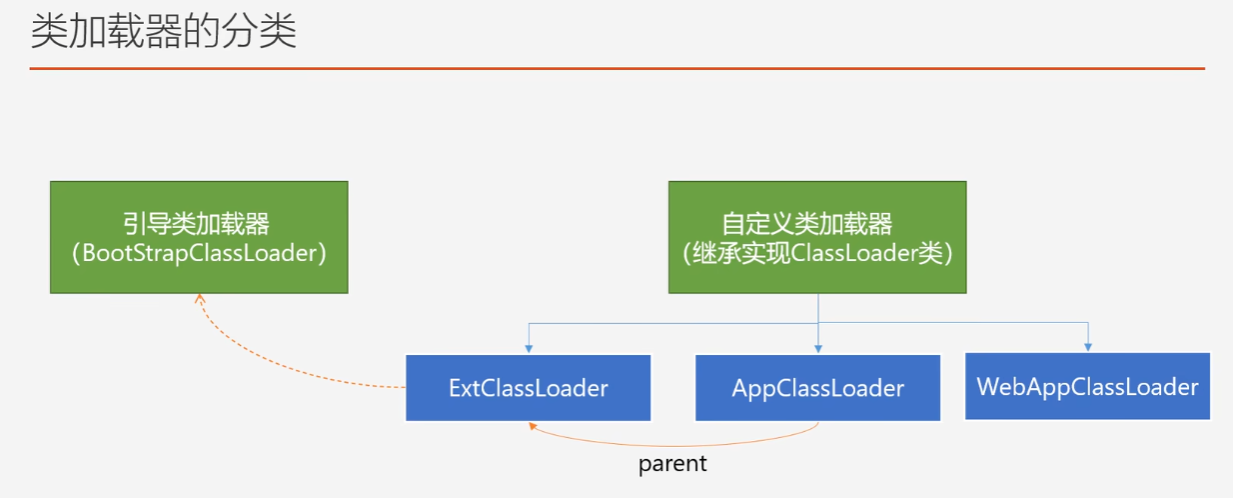 类加载器的分类
引导类加载器
（BootStrapClassLoader）
自定义类加载器
（继承实现ClassLoader类）
ExtClassLoader
AppClassLoader
WebAppClassLoader
parent